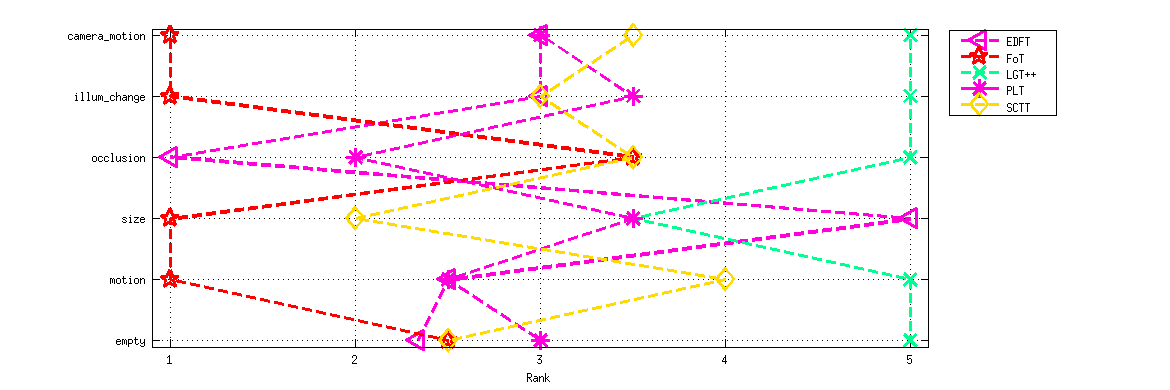 camera_motion
illum_change
occlusion
size
motion
empty
1 2 3 4 5
Rank
EDFT
FoT
LGT++
PLT
SCTT